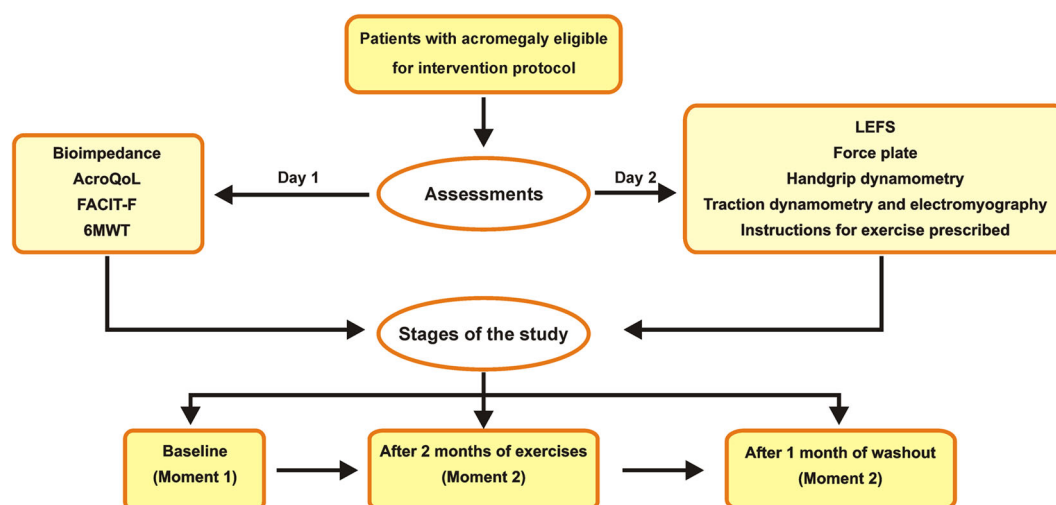 Patients with acromegaly eligible
for intervention protocol
Assessments
Day 1
Bioimpedance
AcroQoL
FACIT-F
6MWT
Day 2
LEFS
Force plate
Handgrip dynamometry
Traction dynamometry and electromyography
Instructions for exercise prescribed
Stages of the study
Baseline
(Moment 1)
After 2 months of exercises
(Moment 2)
After 1 month of washout
(Moment 2)